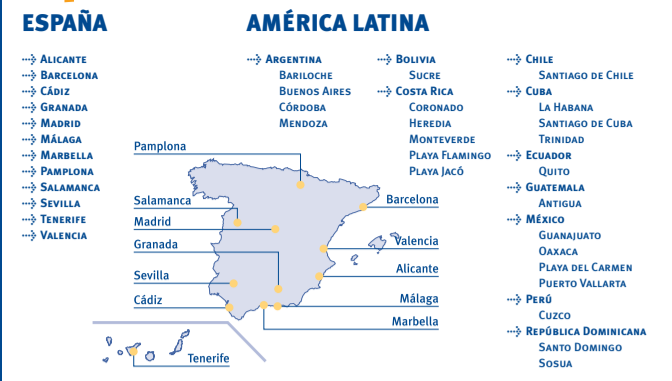 ESPAÑA
ALICANTE
BARCELONA
CÁDIZ
GRANADA
MADRID
MÁLAGA
MARBELLA
PAMPLONA
SALAMANCA
SEVILLA
TENERIFE
VALENCIA
AMÉRICA LATINA
ARGENTINA
BARILOCHE
BUENOS AIRES
CÓRDOBA
MENDOZA
BOLIVIA
SUCRE
COSTA RICA
CORONADO
HEREDIA
MONTEVERDE
PLAYA FLAMINGO
PLAYA JACÓ
CHILE
SANTIAGO DE CHILE
CUBA
LA HABANA
SANTIAGO DE CUBA
TRINIDAD
ECUADOR
QUITO
GUATEMALA
ANTIGUA
MÉXICO
GUANAJUATO
OAXACA
PLAYA DEL CARMEN
PUERTO VALLARTA
PERÚ
CUZCO
REPÚBLICA DOMINICANA
SANTO DOMINGO
SOSUA
Pamplona
Salamanca
Madrid
Granada
Sevilla
Cádiz
Barcelona
Valencia
Alicante
Málaga
Marbella
Tenerife